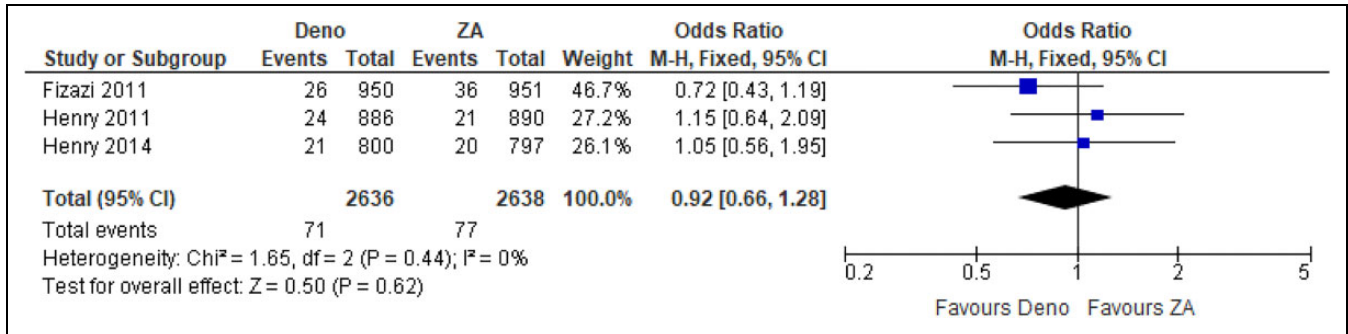 Deno ZA Odds Ratio Odds Ratio
Study or Subgroup Events Total Events Total Weight M-H, Fixed, 95% CI M-H, Fixed, 95% CI
Fizazi 2011 26 950 36 951 46.7% 0.72 [0.43, 1.19]
Henry 2011 24 886 21 890 27.2% 1.15 [0.64, 2.09]
Henry 2014 21 800 20 797 26.1% 1.05 [0.56, 1.95]
Total (95% CI) 2636 2638 100.0% 0.92 [0.66, 1.28]
Total events 71 77
Heterogeneity: Chi² = 1.65, df = 2 (P = 0.44); I² = 0%
Test for overall effect: Z = 0.50 (P = 0.62)
0.2 0.5 1 2 5
Favours Deno Favours ZA